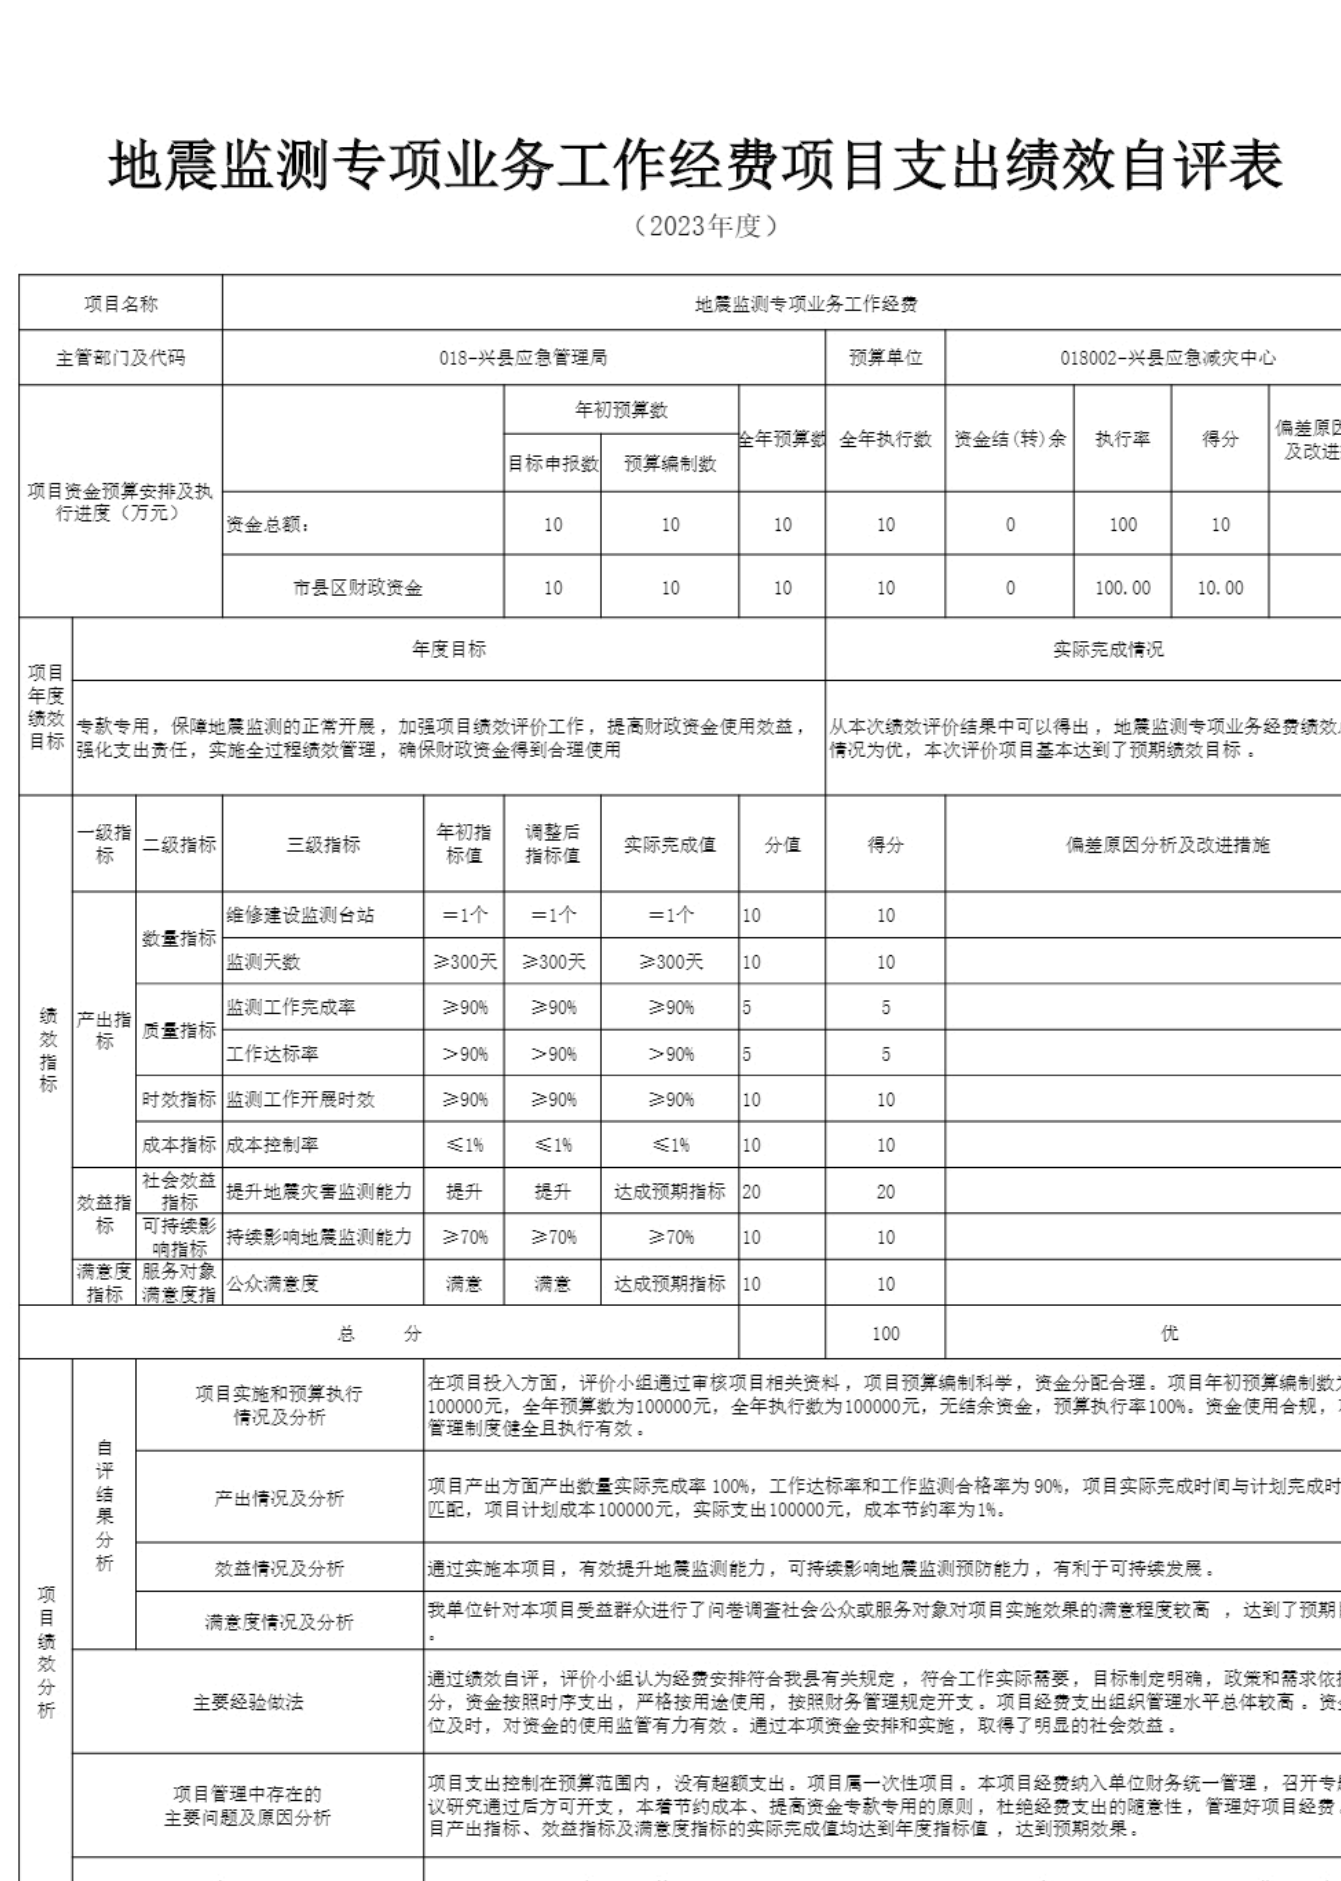 地震监测专项业务工作经费项目支出绩效自评表
（2023年度）
项目名称 地震监测专项业务工作经费
主管部门及代码 018-兴县应急管理局 预算单位 018002-兴县应急减灾中心
项目资金预算安排及执
行进度（万元）
年初预算数 全年预算数 全年执行数 资金结(转)余 执行率 得分 偏差原因
及改进
目标申报数 预算编制数
资金总额： 10 10 10 10 0 100 10
市县区财政资金 10 10 10 10 0 100.00 10.00
项目
年度
绩效
目标
年度目标 实际完成情况
专款专用，保障地震监测的正常开展，加强项目绩效评价工作，提高财政资金使用效益，
强化支出责任，实施全过程绩效管理，确保财政资金得到合理使用
从本次绩效评价结果中可以得出，地震监测专项业务经费绩效
情况为优，本次评价项目基本达到了预期绩效目标。
绩
效
指
标
一级指
标
二级指标 三级指标 年初指
标值
调整后
指标值
实际完成值 分值 得分 偏差原因分析及改进措施
产出指
标
数量指标 维修建设监测台站 ＝1个 ＝1个 ＝1个 10 10
监测天数 ≥300天 ≥300天 ≥300天 10 10
质量指标 监测工作完成率 ≥90% ≥90% ≥90% 5 5
工作达标率 >90% >90% >90% 5 5
时效指标 监测工作开展时效 ≥90% ≥90% ≥90% 10 10
成本指标 成本控制率 ≤1% ≤1% ≤1% 10 10
效益指
标
社会效益
指标
提升地震灾害监测能力 提升 提升 达成预期指标 20 20
可持续影
响指标
持续影响地震监测能力 ≥70% ≥70% ≥70% 10 10
满意度
指标
服务对象
满意度指
公众满意度 满意 满意 达成预期指标 10 10
总 分 100 优
项
目
绩
效
分
析
自
评
结
果
分
析
项目实施和预算执行
情况及分析
在项目投入方面，评价小组通过审核项目相关资料，项目预算编制科学，资金分配合理。项目年初预算编制数为
100000元，全年预算数为100000元，全年执行数为100000元，无结余资金，预算执行率100%。资金使用合规，
管理制度健全且执行有效。
产出情况及分析
项目产出方面产出数量实际完成率100%，工作达标率和工作监测合格率为90%，项目实际完成时间与计划完成时
匹配，项目计划成本100000元，实际支出100000元，成本节约率为1%。
效益情况及分析
通过实施本项目，有效提升地震监测能力，可持续影响地震监测预防能力，有利于可持续发展。
满意度情况及分析
我单位针对本项目受益群众进行了问卷调查社会公众或服务对象对项目实施效果的满意程度较高 ，达到了预期
。
主要经验做法
通过绩效自评，评价小组认为经费安排符合我县有关规定，符合工作实际需要，目标制定明确，政策和需求依据
分，资金按照时序支出，严格按用途使用，按照财务管理规定开支。项目经费支出组织管理水平总体较高。资金
位及时，对资金的使用监管有力有效。通过本项资金安排和实施，取得了明显的社会效益。
项目管理中存在的
主要问题及原因分析
项目支出控制在预算范围内，没有超额支出。项目属一次性项目。本项目经费纳入单位财务统一管理，召开专题
议研究通过后方可开支，本着节约成本、提高资金专款专用的原则，杜绝经费支出的随意性，管理好项目经费
目产出指标、效益指标及满意度指标的实际完成值均达到年度指标值，达到预期效果。